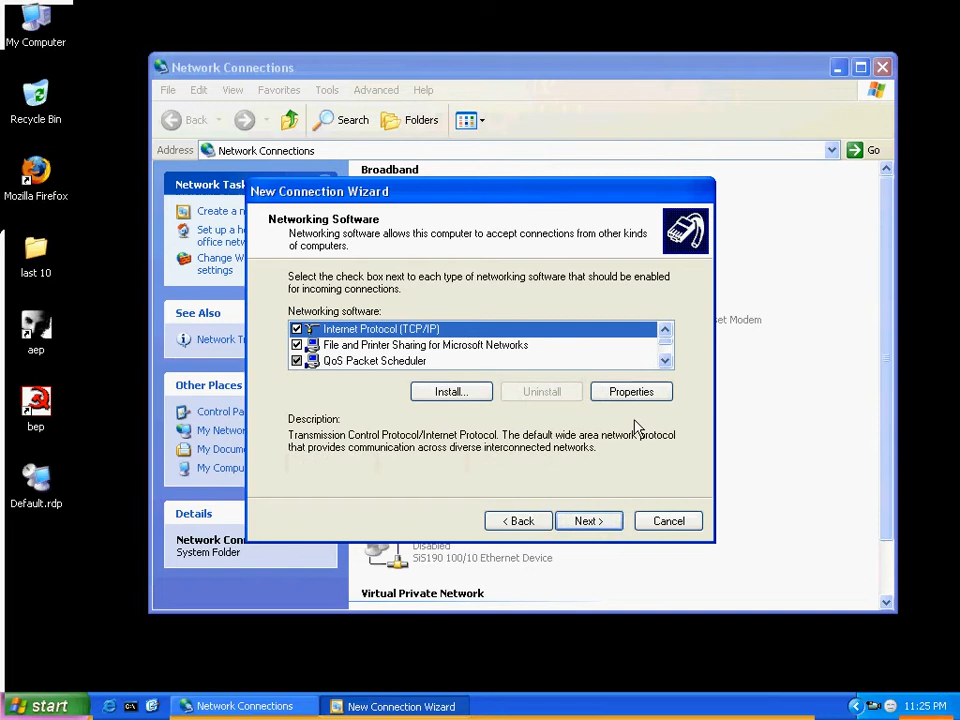 My Computer
Recycle Bin
Mozilla Firefox
last 10
aep
bep
Default.rdp
Network Connections
File Edit View Favorites Tools Advanced Help
Back Search Folders
Address Network Connections Go
Network Task
Create a n
Set up a h
office netw
Change W
settings
See Also
Network T
Other Places
Control Pa
My Network
My Docume
My Compute
Details
Network Con
System Folder
Broadband
set Modem
Disabled
SiS190 100/10 Ethernet Device
Virtual Private Network
New Connection Wizard
Networking Software
Networking software allows this computer to accept connections from other kinds
of computers.
Select the check box next to each type of networking software that should be enabled
for incoming connections.
Networking software:
Internet Protocol (TCP/IP)
File and Printer Sharing for Microsoft Networks
QoS Packet Scheduler
Install... Uninstall Properties
Description:
Transmission Control Protocol/Internet Protocol. The default wide area network protocol
that provides communication across diverse interconnected networks.
< Back Next > Cancel
start Network Connections New Connection Wizard 11:25 PM